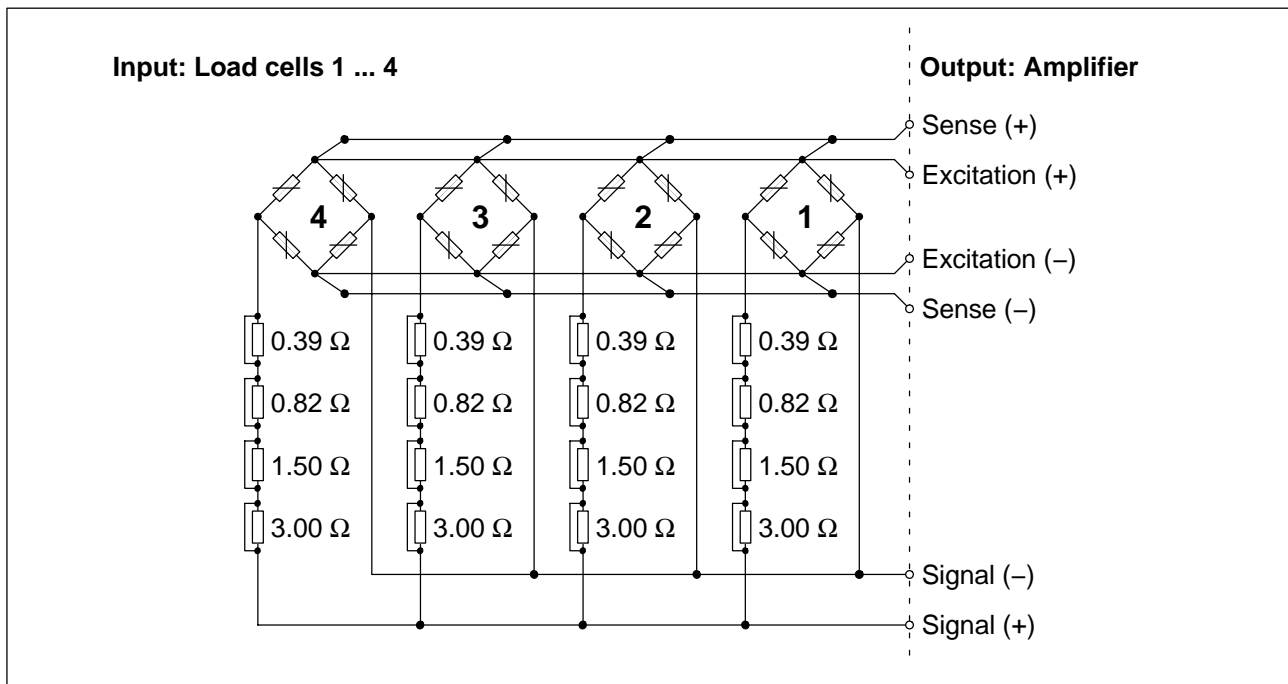 Input: Load cells 1 ... 4
Output: Amplifier
Sense (+)
Excitation (+)
4 3 2 1
Excitation (–)
Sense (–)
0.39 Ω 0.39 Ω 0.39 Ω 0.39 Ω
0.82 Ω 0.82 Ω 0.82 Ω 0.82 Ω
1.50 Ω 1.50 Ω 1.50 Ω 1.50 Ω
3.00 Ω 3.00 Ω 3.00 Ω 3.00 Ω
Signal (–)
Signal (+)